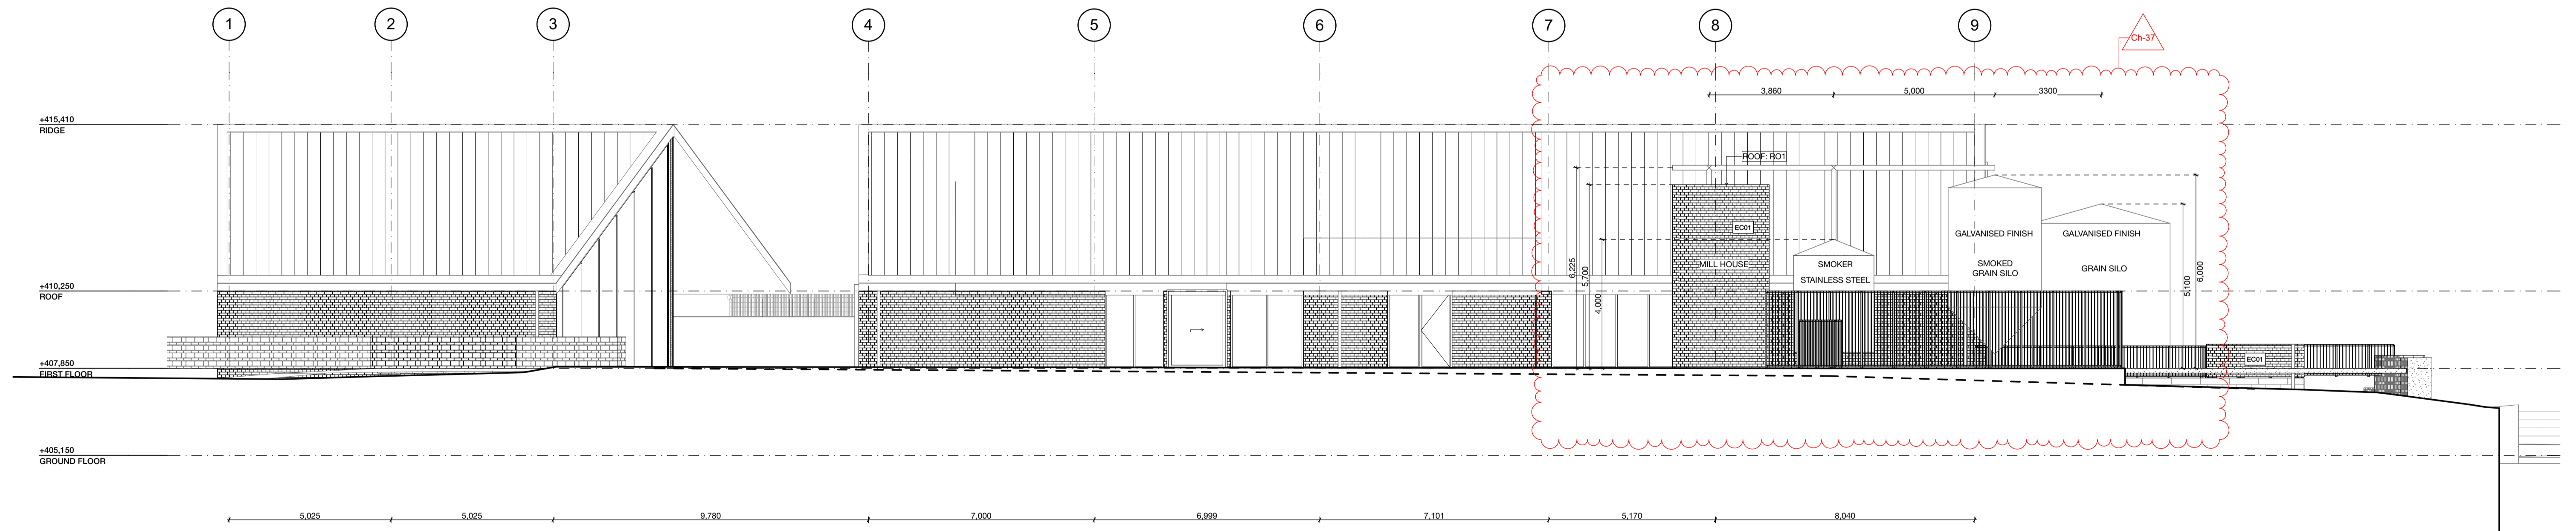 1 2 3 4 5 6 7 8 9
Ch-37
3,860 5,000 3300
+415,410
RIDGE
ROOF: RO1
EC01
GALVANISED FINISH GALVANISED FINISH
MILL HOUSE
SMOKER
STAINLESS STEEL
SMOKED
GRAIN SILO
GRAIN SILO
6,225
5,700
4,000
5,100
6,000
+410,250
ROOF
+407,850
FIRST FLOOR
EC01
+405,150
GROUND FLOOR
5,025 5,025 9,780 7,000 6,999 7,101 5,170 8,040